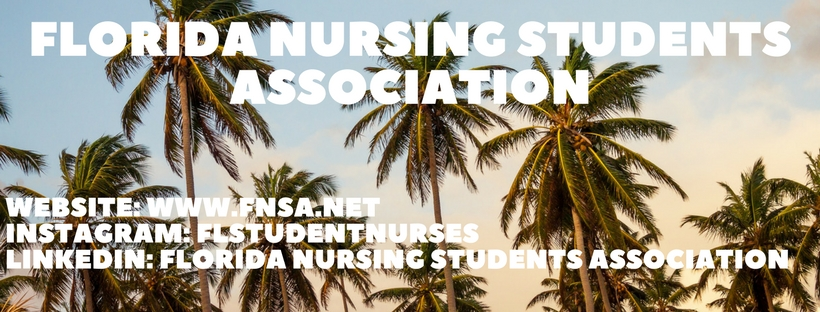 FLORIDA NURSING STUDENTS
ASSOCIATION
WEBSITE: WWW.FNSA.NET
INSTAGRAM: FLSTUDENTNURSES
LINKEDIN: FLORIDA NURSING STUDENTS ASSOCIATION